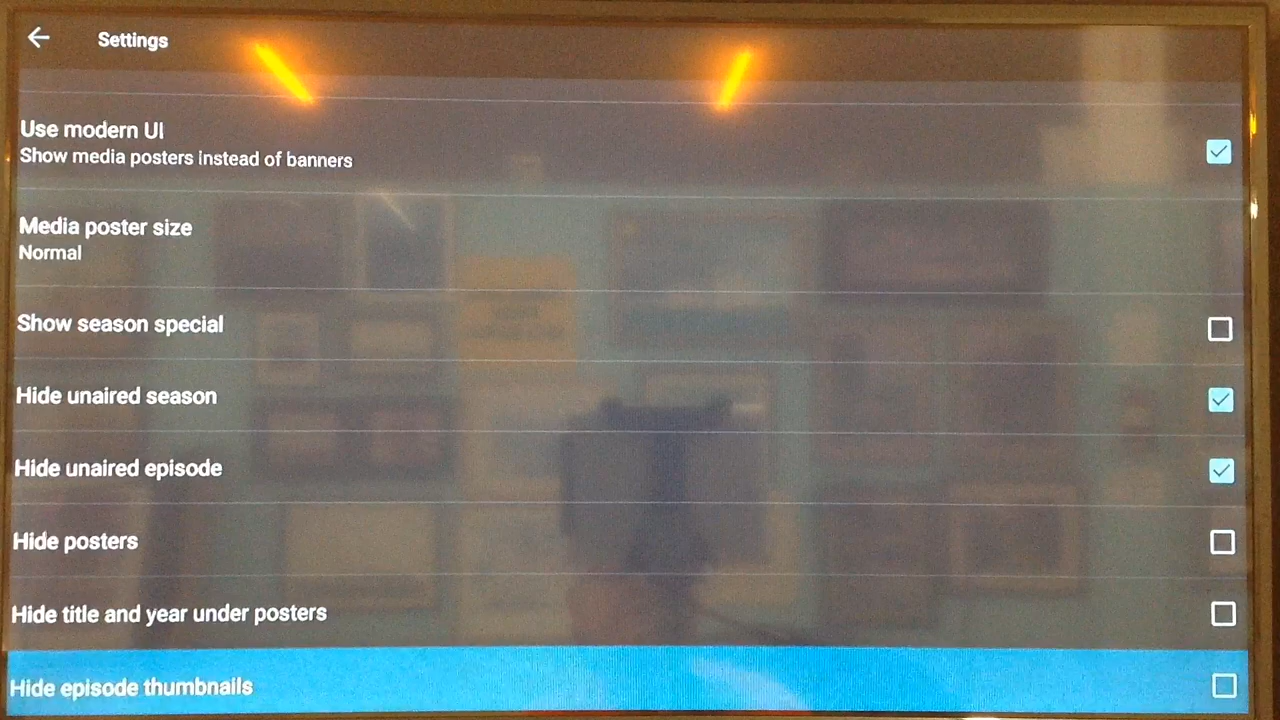 Settings
Use modern UI
Show media posters instead of banners
Media poster size
Normal
Show season special
Hide unaired season
Hide unaired episode
Hide posters
Hide title and year under posters
Hide episode thumbnails